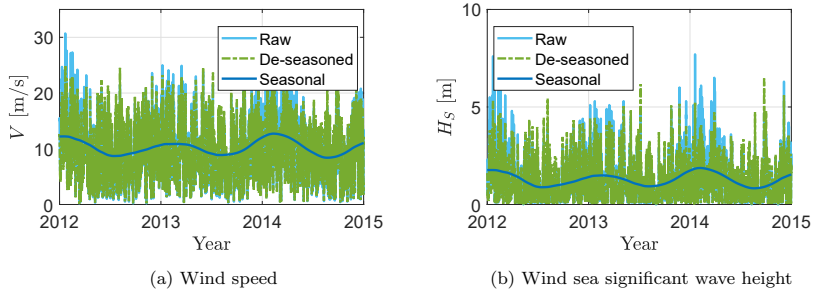 Raw
De-seasoned
Seasonal
V [m/s]
30
20
10
0
2012 2013 2014 2015
Year
(a) Wind speed
Raw
De-seasoned
Seasonal
H_S [m]
10
5
0
2012 2013 2014 2015
Year
(b) Wind sea significant wave height